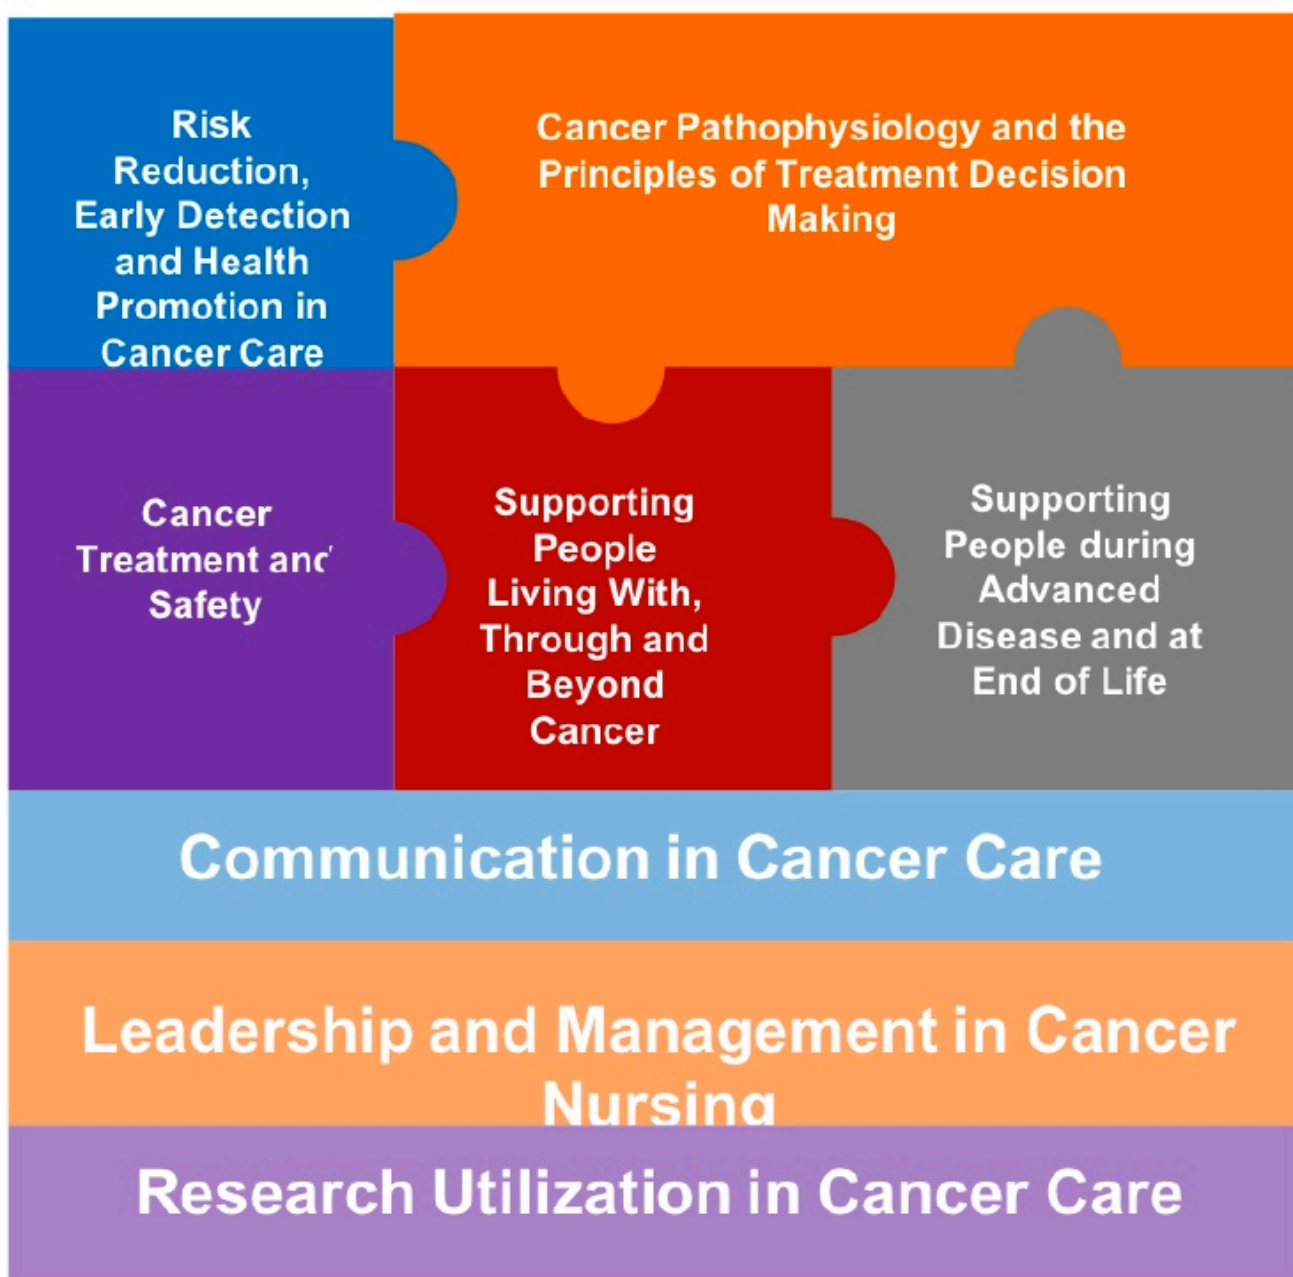 Risk
Reduction,
Early Detection
and Health
Promotion in
Cancer Care
Cancer Pathophysiology and the
Principles of Treatment Decision
Making
Cancer
Treatment and
Safety
Supporting
People
Living With,
Through and
Beyond
Cancer
Supporting
People during
Advanced
Disease and at
End of Life
Communication in Cancer Care
Leadership and Management in Cancer
Nursing
Research Utilization in Cancer Care